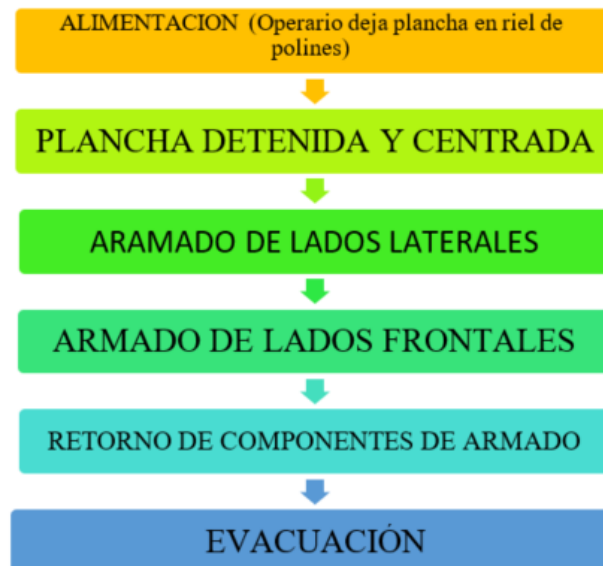 ALIMENTACION (Operario deja plancha en riel de
polines)
PLANCHA DETENIDA Y CENTRADA
ARAMADO DE LADOS LATERALES
ARMADO DE LADOS FRONTALES
RETORNO DE COMPONENTES DE ARMADO
EVACUACIÓN